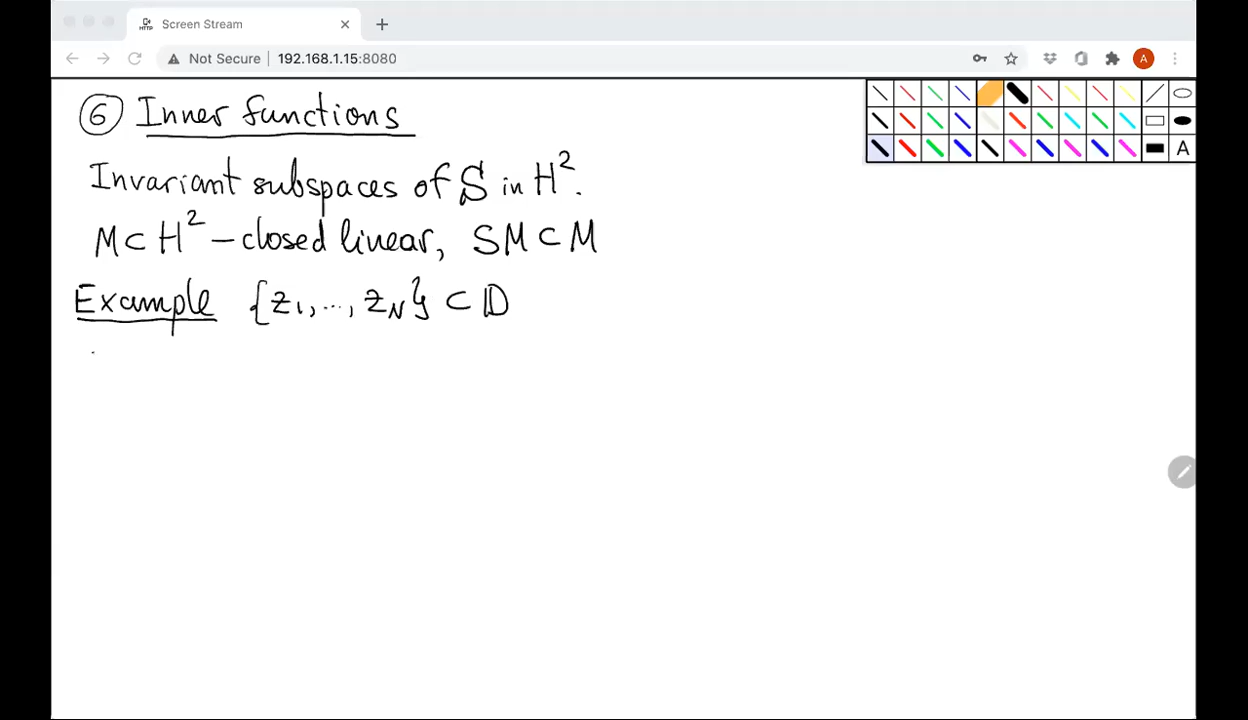 Screen Stream
Not Secure | 192.168.1.15:8080
A
A
⑥ Inner functions
Invariant subspaces of S in H².
M ⊂ H² – closed linear, SM ⊂ M
Example {z₁, ..., z_N} ⊂ 𝔻